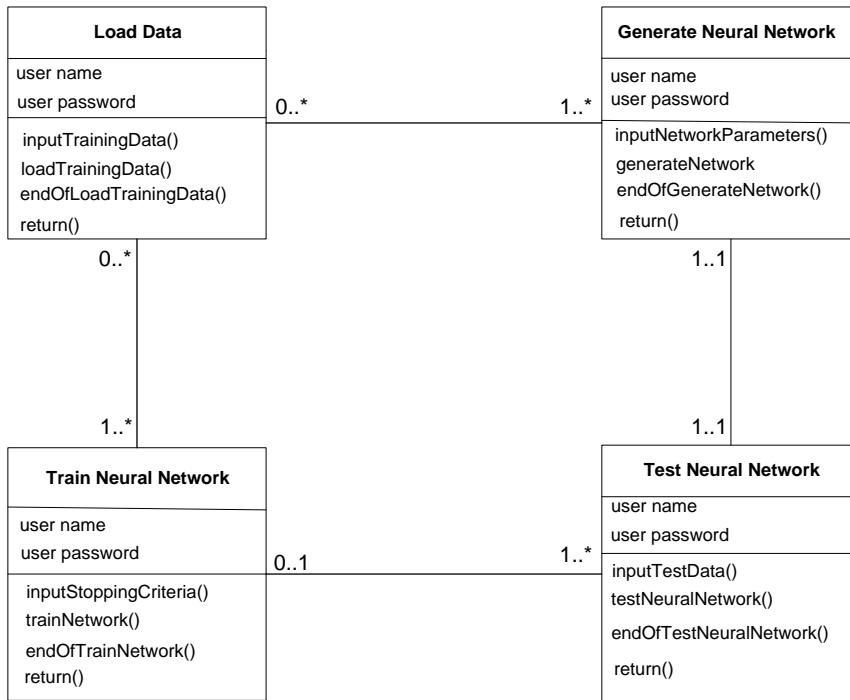 Load Data
user name
user password
inputTrainingData()
loadTrainingData()
endOfLoadTrainingData()
return()
0..*
1..*
Generate Neural Network
user name
user password
inputNetworkParameters()
generateNetwork
endOfGenerateNetwork()
return()
0..*
1..1
1..*
1..1
Train Neural Network
user name
user password
inputStoppingCriteria()
trainNetwork()
endOfTrainNetwork()
return()
0..1
1..*
Test Neural Network
user name
user password
inputTestData()
testNeuralNetwork()
endOfTestNeuralNetwork()
return()